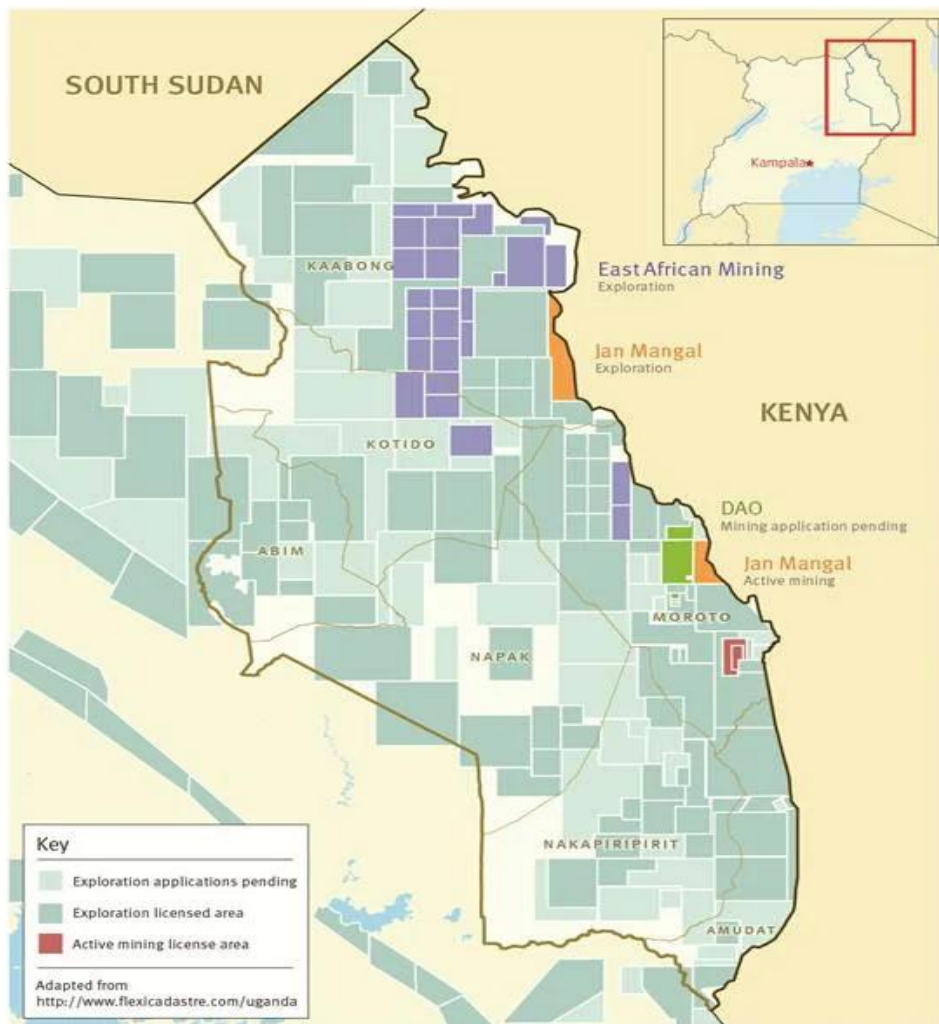 SOUTH SUDAN
Kampala
KAABONG
East African Mining
Exploration
Jan Mangal
Exploration
KENYA
KOTIDO
DAO
Mining application pending
ABIM
Jan Mangal
Active mining
MOROTO
NAPAK
NAKAPIRIPIRIT
AMUDAT
Key
Exploration applications pending
Exploration licensed area
Active mining license area
Adapted from
http://www.flexicadastre.com/uganda